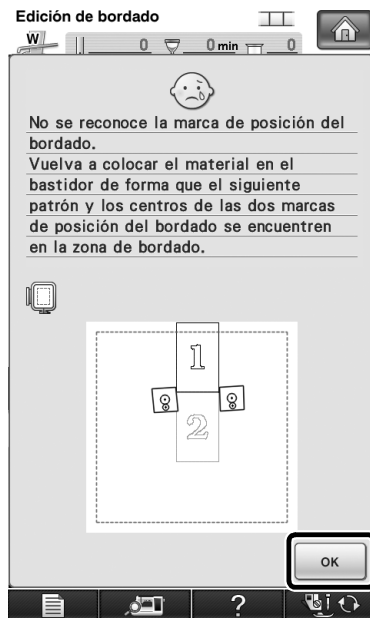 Edición de bordado
W
0 0 min 0
No se reconoce la marca de posición del
bordado.
Vuelva a colocar el material en el
bastidor de forma que el siguiente
patrón y los centros de las dos marcas
de posición del bordado se encuentren
en la zona de bordado.
1
2
OK
?